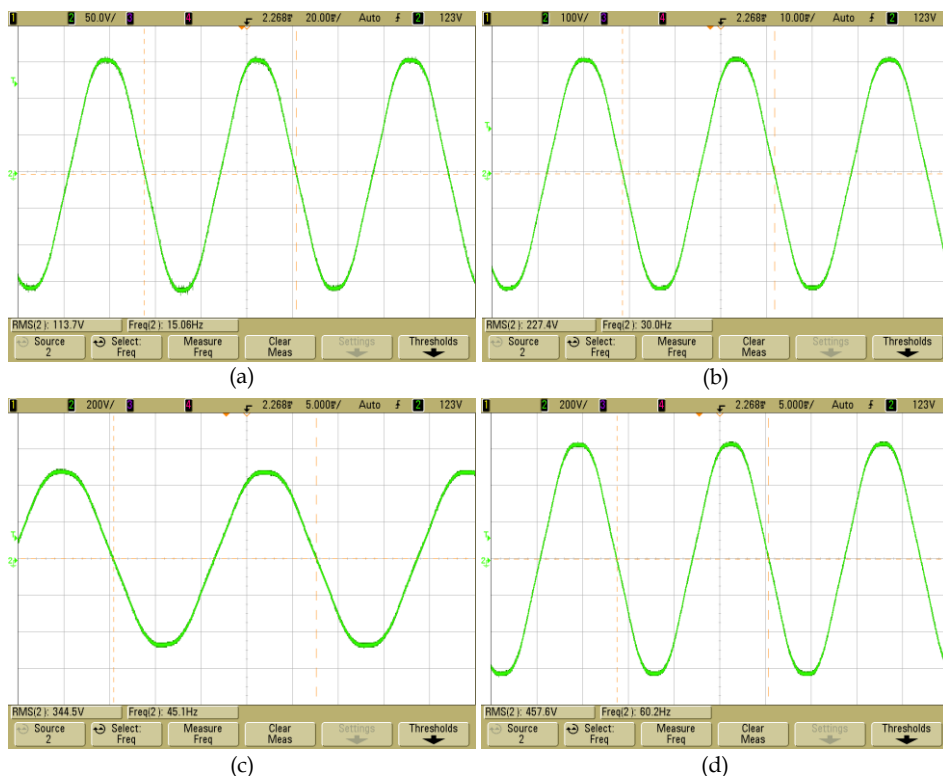 1 2 50.0V/ 3 4 2.268s 20.00s/ Auto 2 123V
T
2
RMS(2): 113.7V Freq(2): 15.06Hz
Source 2 Select: Freq Measure Freq Clear Meas Settings Thresholds
(a)
1 2 100V/ 3 4 2.268s 10.00s/ Auto 2 123V
T
2
RMS(2): 227.4V Freq(2): 30.0Hz
Source 2 Select: Freq Measure Freq Clear Meas Settings Thresholds
(b)
1 2 200V/ 3 4 2.268s 5.000s/ Auto 2 123V
T
2
RMS(2): 344.5V Freq(2): 45.1Hz
Source 2 Select: Freq Measure Freq Clear Meas Settings Thresholds
(c)
1 2 200V/ 3 4 2.268s 5.000s/ Auto 2 123V
T
2
RMS(2): 457.6V Freq(2): 60.2Hz
Source 2 Select: Freq Measure Freq Clear Meas Settings Thresholds
(d)